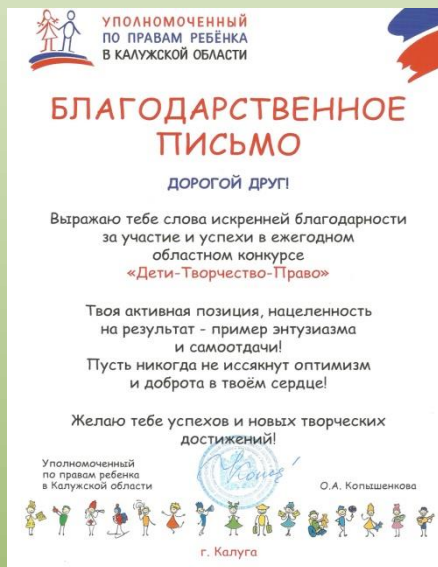 УПОЛНОМОЧЕННЫЙ
ПО ПРАВАМ РЕБЁНКА
В КАЛУЖСКОЙ ОБЛАСТИ
БЛАГОДАРСТВЕННОЕ
ПИСЬМО
ДОРОГОЙ ДРУГ!
Выражаю тебе слова искренней благодарности
за участие и успехи в ежегодном
областном конкурсе
«Дети-Творчество-Право»
Твоя активная позиция, нацеленность
на результат - пример энтузиазма
и самоотдачи!
Пусть никогда не иссякнут оптимизм
и доброта в твоём сердце!
Желаю тебе успехов и новых творческих
достижений!
Уполномоченный
по правам ребенка
в Калужской области
О.А. Копышенкова
г. Калуга